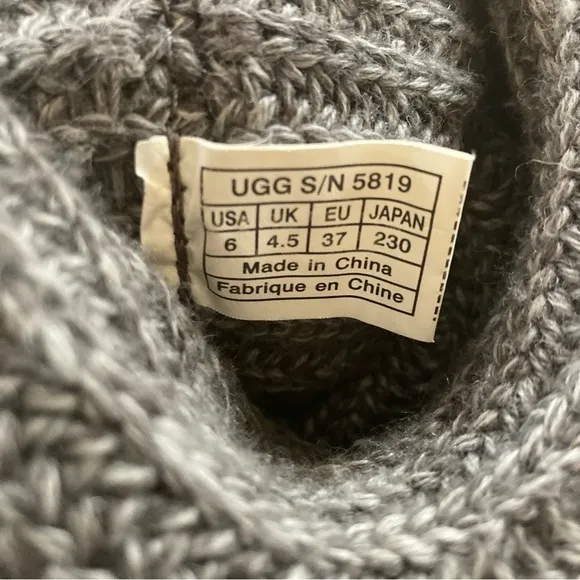 UGG S/N 5819
USA UK EU JAPAN
6 4.5 37 230
Made in China
Fabrique en Chine